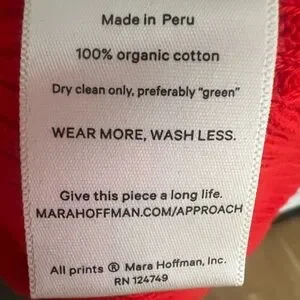 Made in Peru
100% organic cotton
Dry clean only, preferably “green”
WEAR MORE, WASH LESS.
Give this piece a long life.
MARAHOFFMAN.COM/APPROACH
All prints ® Mara Hoffman, Inc.
RN 124749